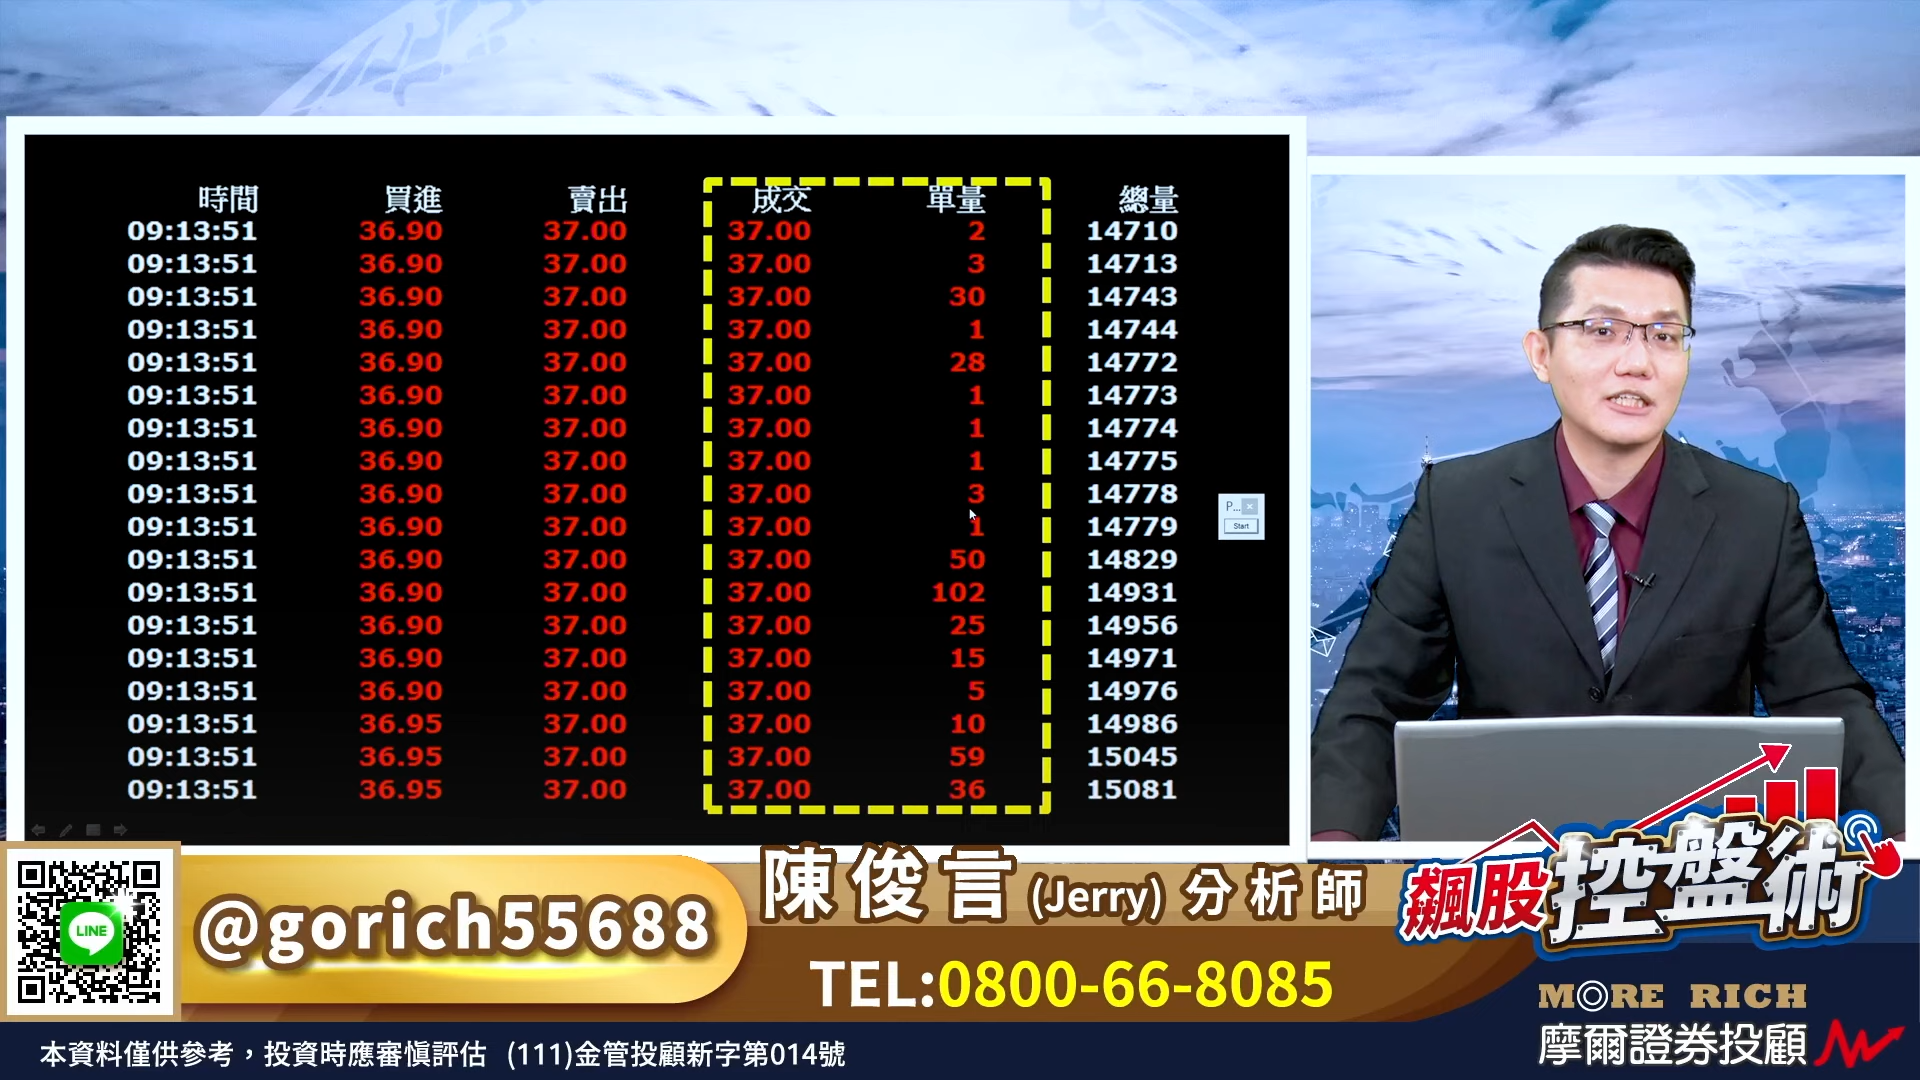 時間 買進 賣出 成交 單量 總量
09:13:51 36.90 37.00 37.00 2 14710
09:13:51 36.90 37.00 37.00 3 14713
09:13:51 36.90 37.00 37.00 30 14743
09:13:51 36.90 37.00 37.00 1 14744
09:13:51 36.90 37.00 37.00 28 14772
09:13:51 36.90 37.00 37.00 1 14773
09:13:51 36.90 37.00 37.00 1 14774
09:13:51 36.90 37.00 37.00 1 14775
09:13:51 36.90 37.00 37.00 3 14778
09:13:51 36.90 37.00 37.00 1 14779
09:13:51 36.90 37.00 37.00 50 14829
09:13:51 36.90 37.00 37.00 102 14931
09:13:51 36.90 37.00 37.00 25 14956
09:13:51 36.90 37.00 37.00 15 14971
09:13:51 36.90 37.00 37.00 5 14976
09:13:51 36.95 37.00 37.00 10 14986
09:13:51 36.95 37.00 37.00 59 15045
09:13:51 36.95 37.00 37.00 36 15081
P...
Start
LINE
@gorich55688
陳俊言(Jerry)分析師
TEL:0800-66-8085
飆股控盤術
MORE RICH
摩爾證券投顧
本資料僅供參考，投資時應審慎評估 (111)金管投顧新字第014號